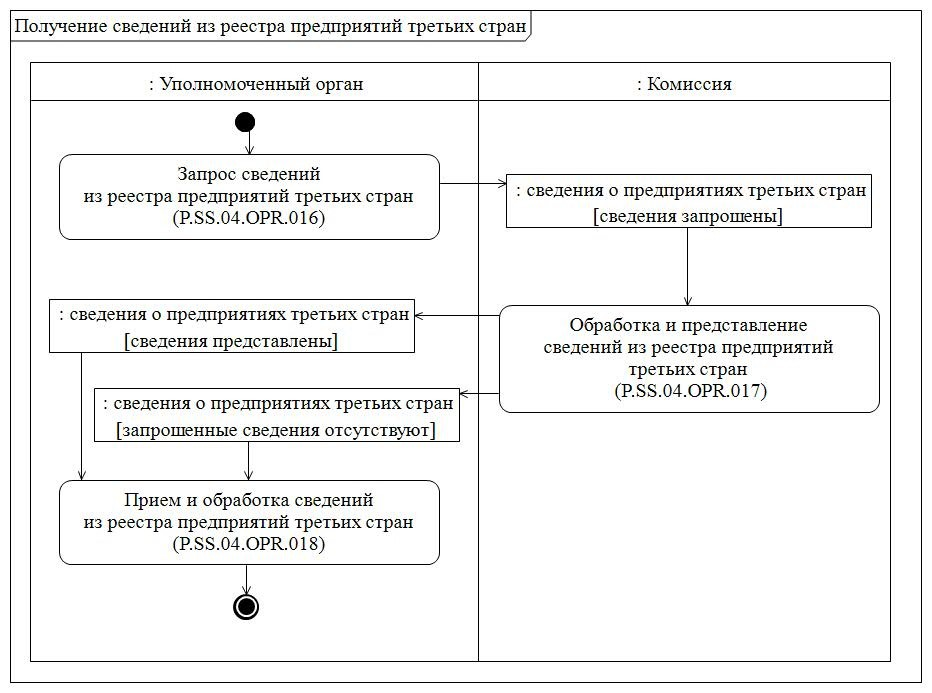 Получение сведений из реестра предприятий третьих стран
: Уполномоченный орган
: Комиссия
Запрос сведений
из реестра предприятий третьих стран
(P.SS.04.OPR.016)
: сведения о предприятиях третьих стран
[сведения запрошены]
: сведения о предприятиях третьих стран
[сведения представлены]
Обработка и представление
сведений из реестра предприятий
третьих стран
(P.SS.04.OPR.017)
: сведения о предприятиях третьих стран
[запрошенные сведения отсутствуют]
Прием и обработка сведений
из реестра предприятий третьих стран
(P.SS.04.OPR.018)